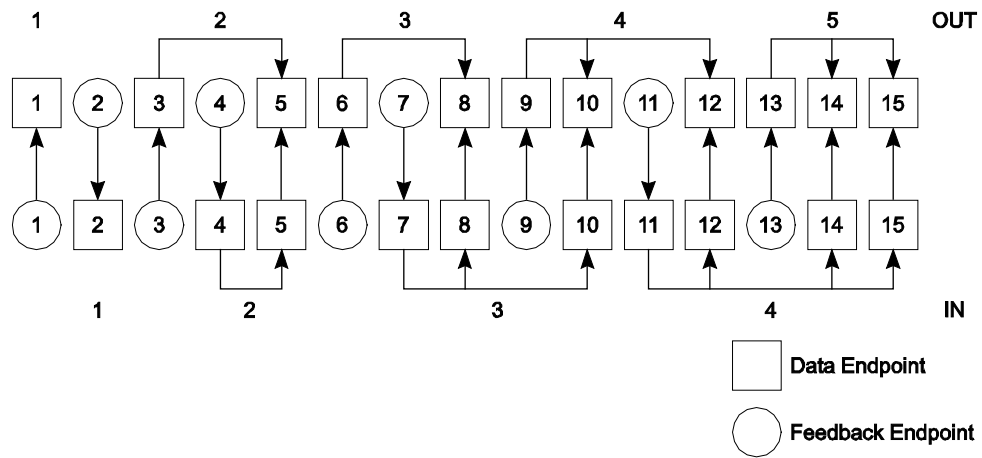 1 2 3 4 5 OUT
1 2 3 4 5 6 7 8 9 10 11 12 13 14 15
1 2 3 4 5 6 7 8 9 10 11 12 13 14 15
1 2 3 4 IN
Data Endpoint
Feedback Endpoint